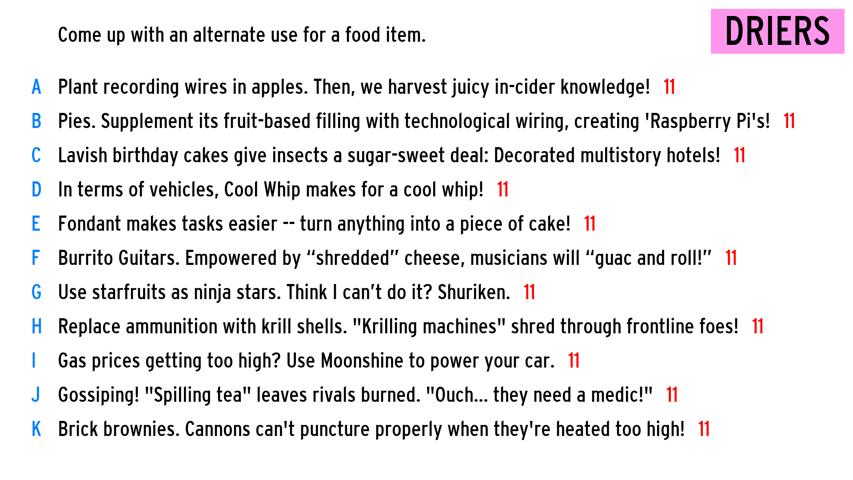 Come up with an alternate use for a food item.
DRIERS
A Plant recording wires in apples. Then, we harvest juicy in-cider knowledge! 11
B Pies. Supplement its fruit-based filling with technological wiring, creating 'Raspberry Pi's! 11
C Lavish birthday cakes give insects a sugar-sweet deal: Decorated multistory hotels! 11
D In terms of vehicles, Cool Whip makes for a cool whip! 11
E Fondant makes tasks easier -- turn anything into a piece of cake! 11
F Burrito Guitars. Empowered by “shredded” cheese, musicians will “guac and roll!” 11
G Use starfruits as ninja stars. Think I can’t do it? Shuriken. 11
H Replace ammunition with krill shells. "Krilling machines" shred through frontline foes! 11
I Gas prices getting too high? Use Moonshine to power your car. 11
J Gossiping! "Spilling tea" leaves rivals burned. "Ouch... they need a medic!" 11
K Brick brownies. Cannons can't puncture properly when they're heated too high! 11